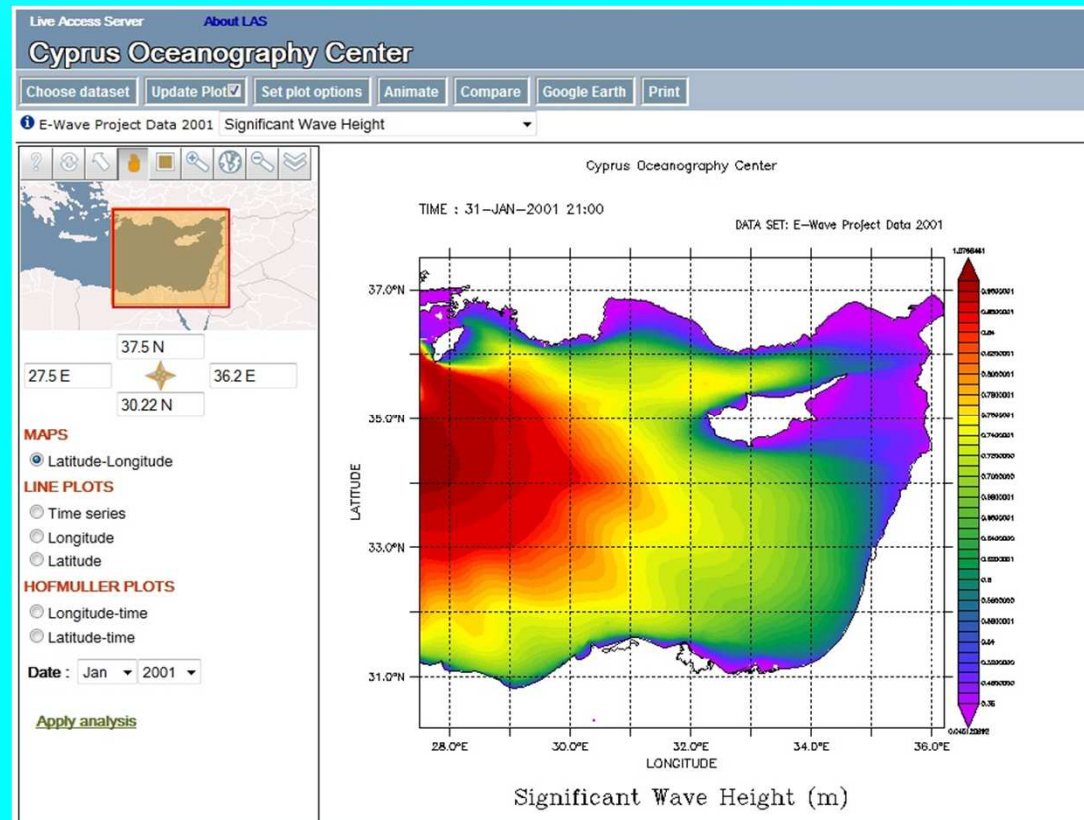 Live Access Server About LAS
Cyprus Oceanography Center
Choose dataset Update Plot Set plot options Animate Compare Google Earth Print
E-Wave Project Data 2001 Significant Wave Height
Cyprus Oceanography Center
TIME : 31-JAN-2001 21:00
DATA SET: E-Wave Project Data 2001
37.5 N
27.5 E 36.2 E
30.22 N
MAPS
Latitude-Longitude
LINE PLOTS
Time series
Longitude
Latitude
HOFMULLER PLOTS
Longitude-time
Latitude-time
Date : Jan 2001
Apply analysis
37.0°N
35.0°N
33.0°N
31.0°N
LATITUDE
28.0°E 30.0°E 32.0°E 34.0°E 36.0°E
LONGITUDE
Significant Wave Height (m)